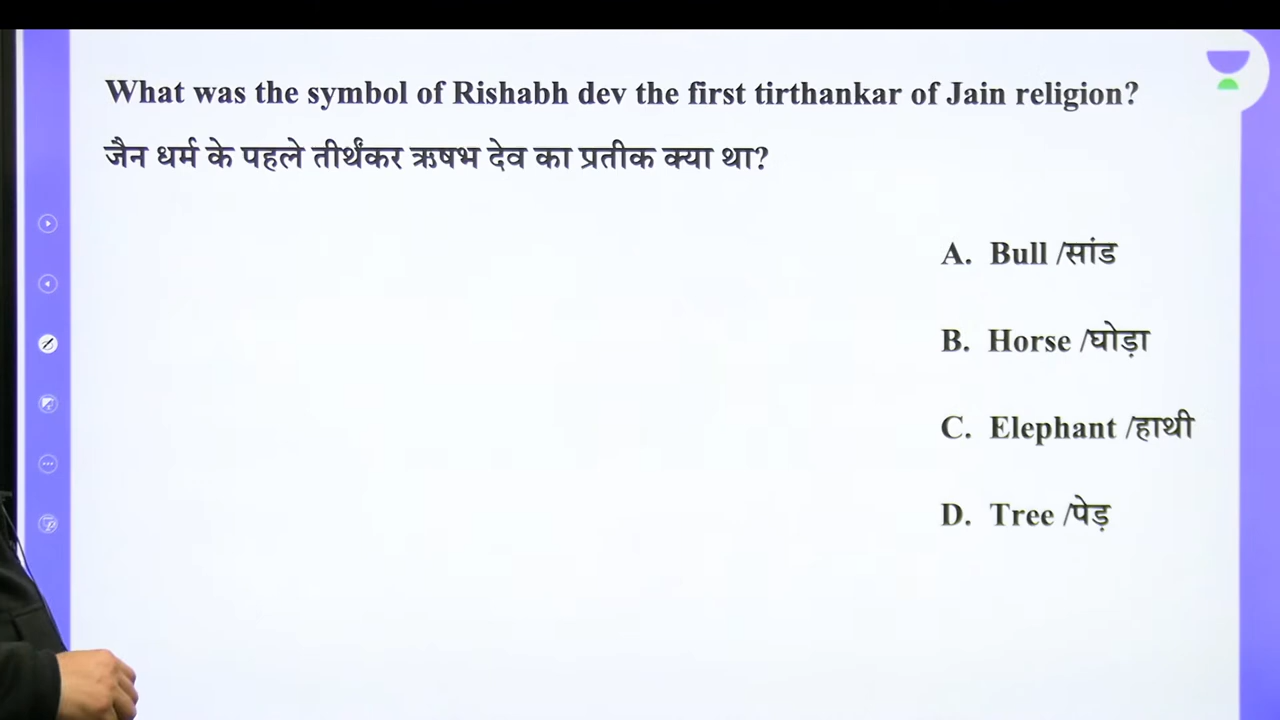 What was the symbol of Rishabh dev the first tirthankar of Jain religion?
जैन धर्म के पहले तीर्थंकर ऋषभ देव का प्रतीक क्या था?
A. Bull /सांड
B. Horse /घोड़ा
C. Elephant /हाथी
D. Tree /पेड़